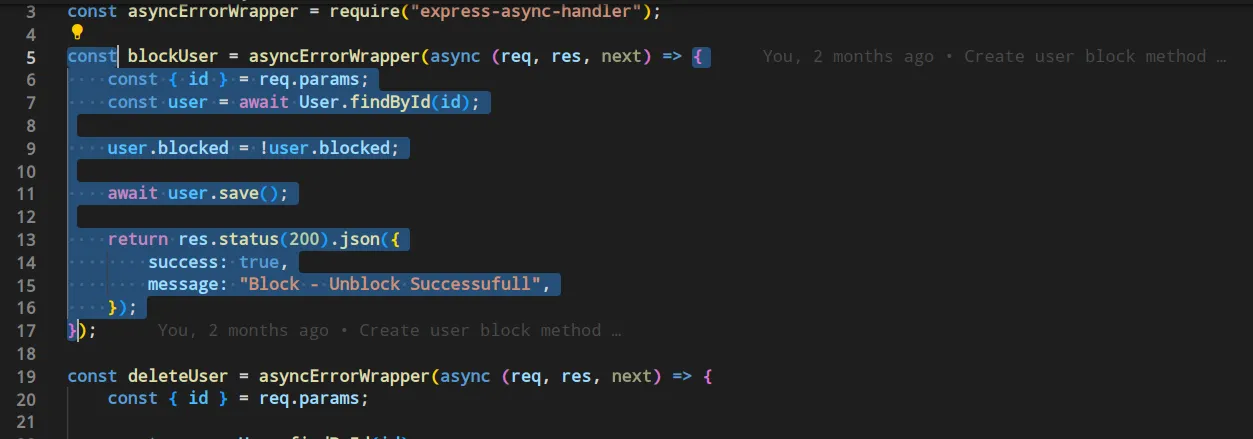 3 const asyncErrorWrapper = require("express-async-handler");
4
5 const blockUser = asyncErrorWrapper(async (req, res, next) => { You, 2 months ago • Create user block method …
6 const { id } = req.params;
7 const user = await User.findById(id);
8
9 user.blocked = !user.blocked;
10
11 await user.save();
12
13 return res.status(200).json({
14 success: true,
15 message: "Block - Unblock Successufull",
16 });
17 }); You, 2 months ago • Create user block method …
18
19 const deleteUser = asyncErrorWrapper(async (req, res, next) => {
20 const { id } = req.params;
21